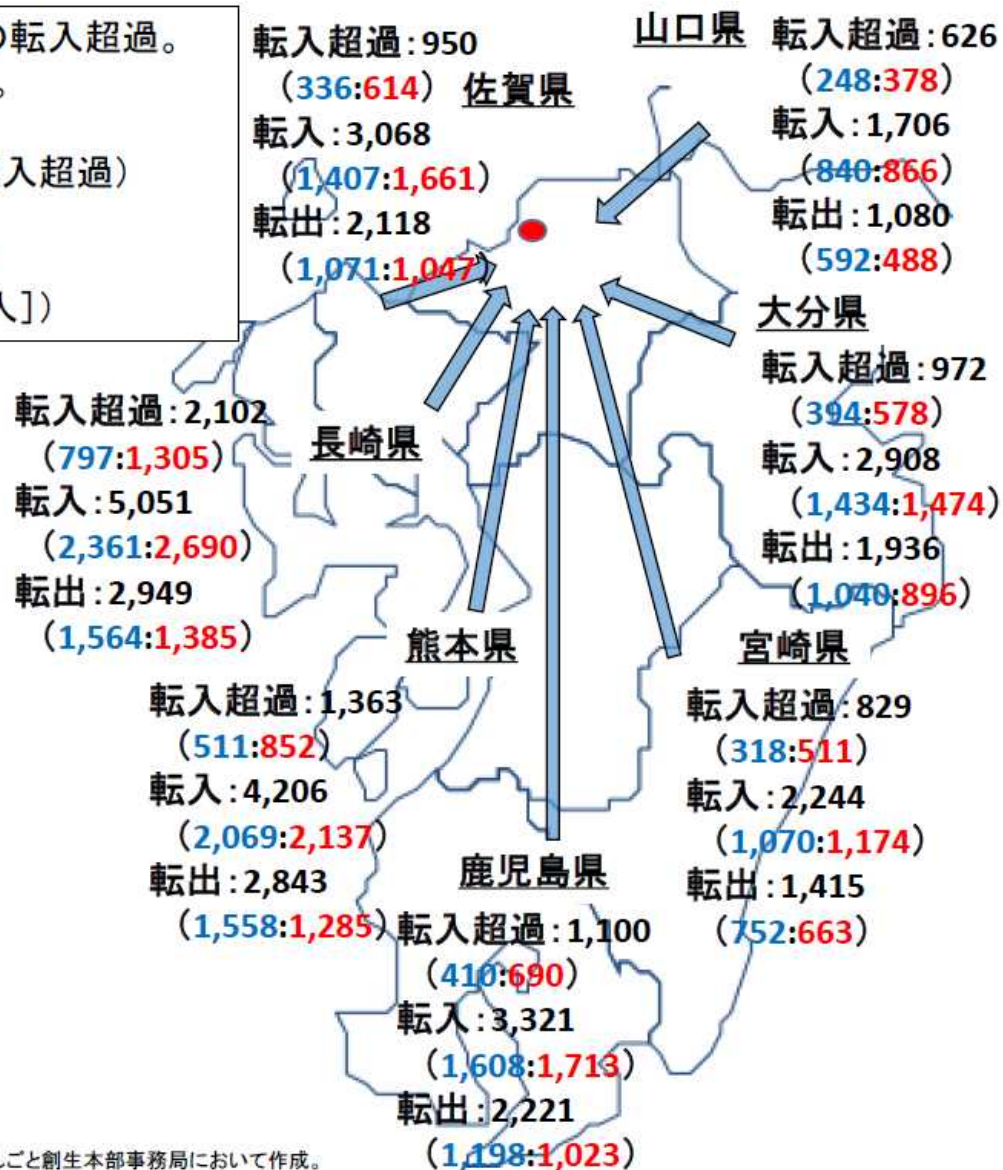 の転入超過。
。
入超過）
人］）
転入超過：950
（336:614）
転入：3,068
（1,407:1,661）
転出：2,118
（1,071:1,047）
佐賀県
山口県
転入超過：626
（248:378）
転入：1,706
（840:866）
転出：1,080
（592:488）
大分県
転入超過：972
（394:578）
転入：2,908
（1,434:1,474）
転出：1,936
（1,040:896）
転入超過：2,102
（797:1,305）
転入：5,051
（2,361:2,690）
転出：2,949
（1,564:1,385）
長崎県
熊本県
転入超過：1,363
（511:852）
転入：4,206
（2,069:2,137）
転出：2,843
（1,558:1,285）
宮崎県
転入超過：829
（318:511）
転入：2,244
（1,070:1,174）
転出：1,415
（752:663）
鹿児島県
転入超過：1,100
（410:690）
転入：3,321
（1,608:1,713）
転出：2,221
（1,198:1,023）
しごと創生本部事務局において作成。